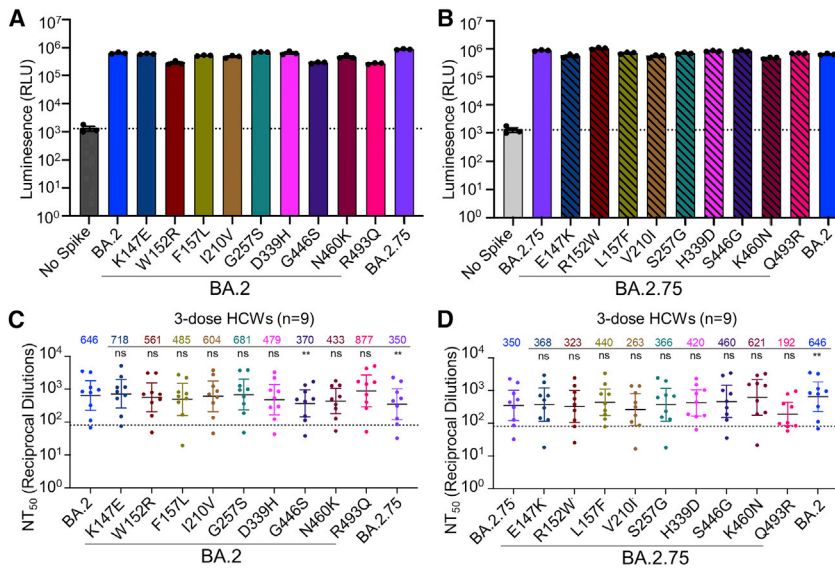 A
Luminesence (RLU)
10⁷
10⁶
10⁵
10⁴
10³
10²
10¹
10⁰
No Spike
BA.2
K147E
W152R
F157L
I210V
G257S
D339H
G446S
N460K
R493Q
BA.2.75
BA.2
B
Luminesence (RLU)
10⁷
10⁶
10⁵
10⁴
10³
10²
10¹
10⁰
No Spike
BA.2.75
E147K
R152W
L157F
V210I
S257G
H339D
S446G
K460N
Q493R
BA.2
BA.2.75
C
3-dose HCWs (n=9)
646 718 561 485 604 681 479 370 433 877 350
ns ns ns ns ns ns ** ns ns **
NT₅₀ (Reciprocal Dilutions)
10⁴
10³
10²
10¹
10⁰
BA.2
K147E
W152R
F157L
I210V
G257S
D339H
G446S
N460K
R493Q
BA.2.75
BA.2
D
3-dose HCWs (n=9)
350 368 323 440 263 366 420 460 621 192 646
ns ns ns ns ns ns ns ns ns **
NT₅₀ (Reciprocal Dilutions)
10⁴
10³
10²
10¹
10⁰
BA.2.75
E147K
R152W
L157F
V210I
S257G
H339D
S446G
K460N
Q493R
BA.2
BA.2.75